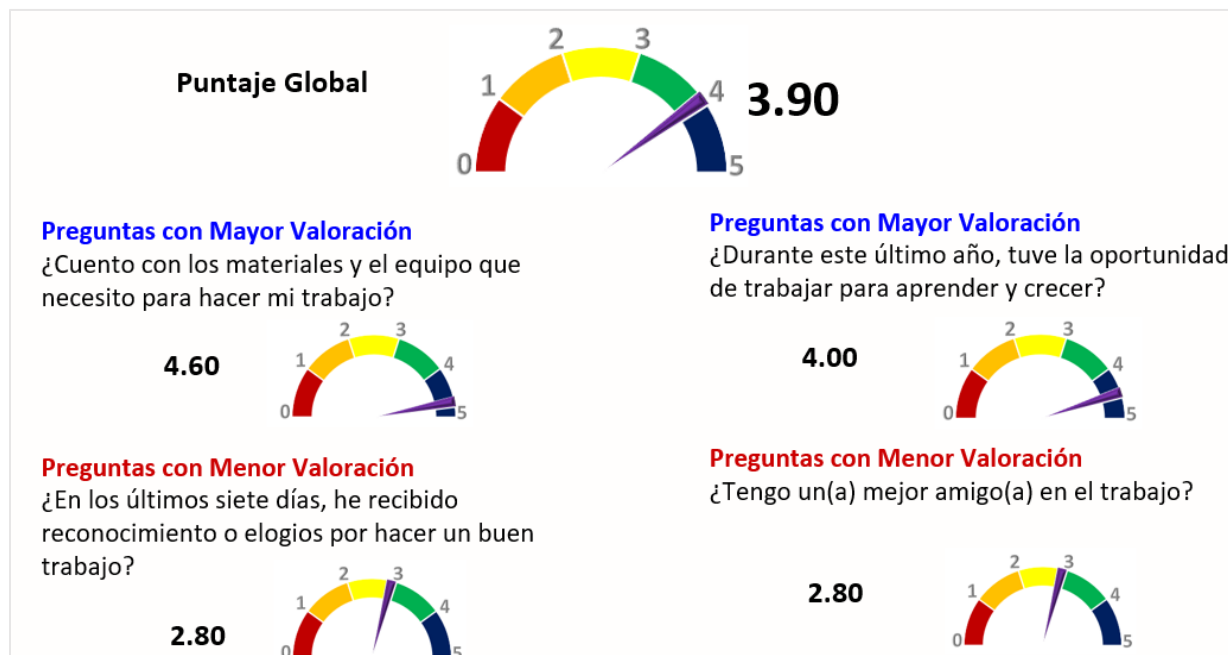 Puntaje Global
0
1
2
3
4
5
3.90
Preguntas con Mayor Valoración
¿Cuento con los materiales y el equipo que
necesito para hacer mi trabajo?
4.60
0
1
2
3
4
5
Preguntas con Mayor Valoración
¿Durante este último año, tuve la oportunidad
de trabajar para aprender y crecer?
4.00
0
1
2
3
4
5
Preguntas con Menor Valoración
¿En los últimos siete días, he recibido
reconocimiento o elogios por hacer un buen
trabajo?
2.80
0
1
2
3
4
5
Preguntas con Menor Valoración
¿Tengo un(a) mejor amigo(a) en el trabajo?
2.80
0
1
2
3
4
5